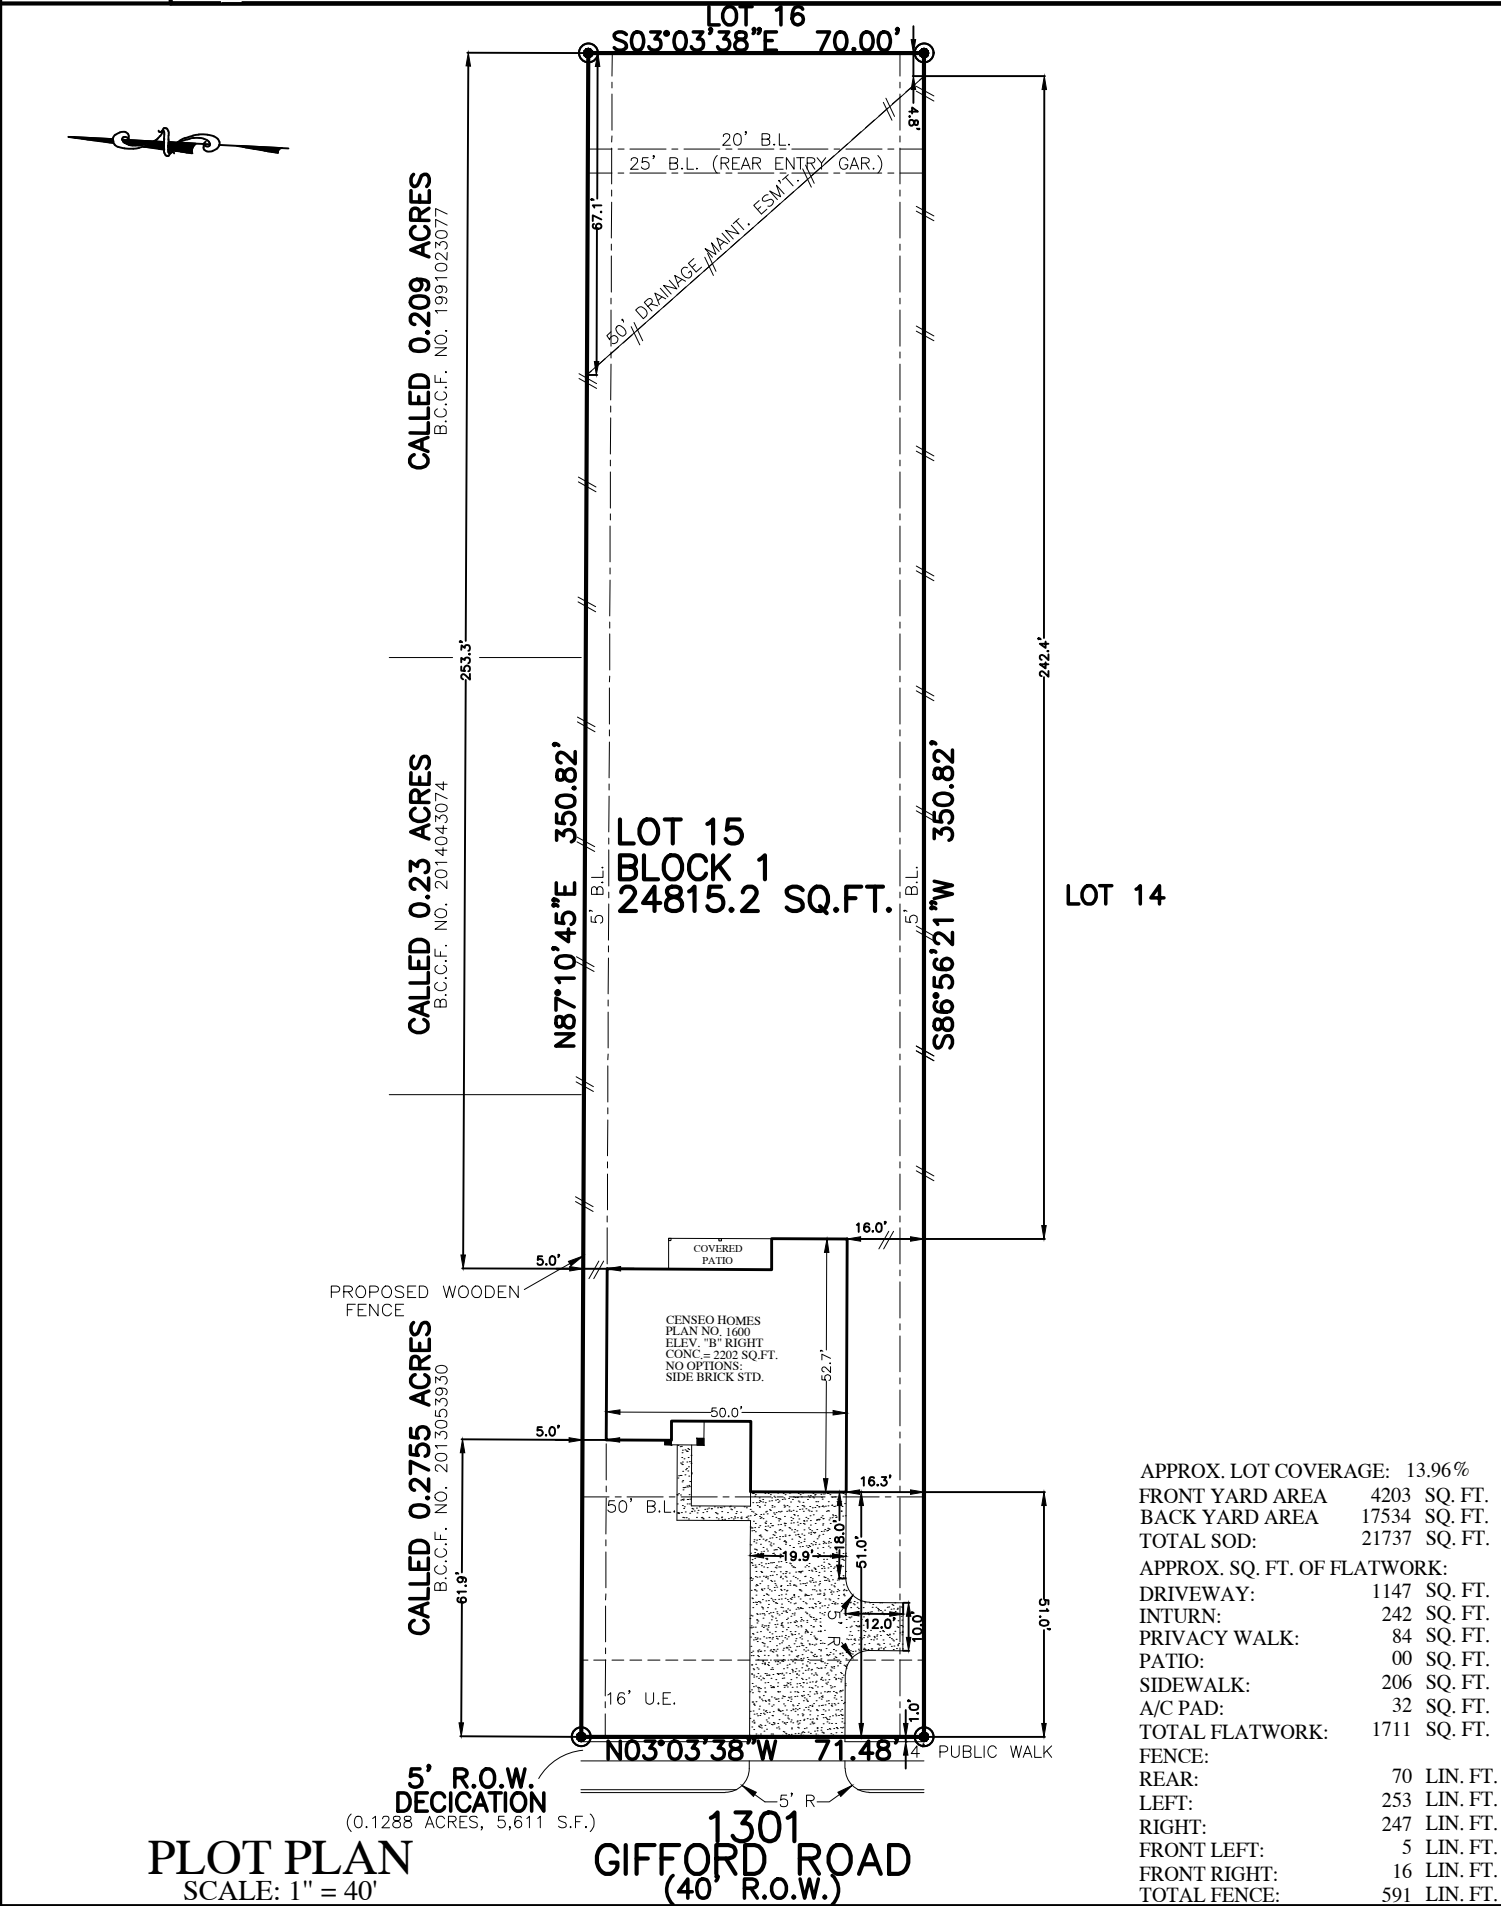 LOT 16
S03°03'38"E 70.00'
4.8'
20' B.L.
25' B.L. (REAR ENTRY GAR.)
67.1'
50' DRAINAGE MAINT. ESM'T.
CALLED 0.209 ACRES
B.C.C.F. NO. 1991023077
253.3'
242.4'
CALLED 0.23 ACRES
B.C.C.F. NO. 2014043074
N87°10'45"E 350.82'
5' B.L.
LOT 15
BLOCK 1
24815.2 SQ.FT.
5' B.L.
S86°56'21"W 350.82'
LOT 14
16.0'
COVERED
PATIO
5.0'
PROPOSED WOODEN
FENCE
CENSEO HOMES
PLAN NO. 1600
ELEV. "B" RIGHT
CONC.= 2202 SQ.FT.
NO OPTIONS:
SIDE BRICK STD.
52.7'
50.0'
5.0'
CALLED 0.2755 ACRES
B.C.C.F. NO. 2013053930
61.9'
16.3'
50' B.L.
18.0'
51.0'
19.9'
5' R
12.0'
10.0'
51.0'
16' U.E.
1.0'
N03°03'38"W 71.48'
4' PUBLIC WALK
5' R.O.W.
DECICATION
(0.1288 ACRES, 5,611 S.F.)
5' R
1301
GIFFORD ROAD
(40' R.O.W.)
PLOT PLAN
SCALE: 1" = 40'
APPROX. LOT COVERAGE: 13.96%
FRONT YARD AREA 4203 SQ. FT.
BACK YARD AREA 17534 SQ. FT.
TOTAL SOD: 21737 SQ. FT.
APPROX. SQ. FT. OF FLATWORK:
DRIVEWAY: 1147 SQ. FT.
INTURN: 242 SQ. FT.
PRIVACY WALK: 84 SQ. FT.
PATIO: 00 SQ. FT.
SIDEWALK: 206 SQ. FT.
A/C PAD: 32 SQ. FT.
TOTAL FLATWORK: 1711 SQ. FT.
FENCE:
REAR: 70 LIN. FT.
LEFT: 253 LIN. FT.
RIGHT: 247 LIN. FT.
FRONT LEFT: 5 LIN. FT.
FRONT RIGHT: 16 LIN. FT.
TOTAL FENCE: 591 LIN. FT.